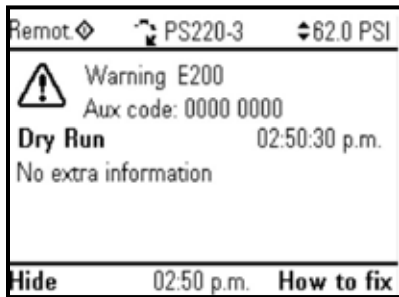 Remot. PS220-3 62.0 PSI
Warning E200
Aux code: 0000 0000
Dry Run 02:50:30 p.m.
No extra information
Hide 02:50 p.m. How to fix